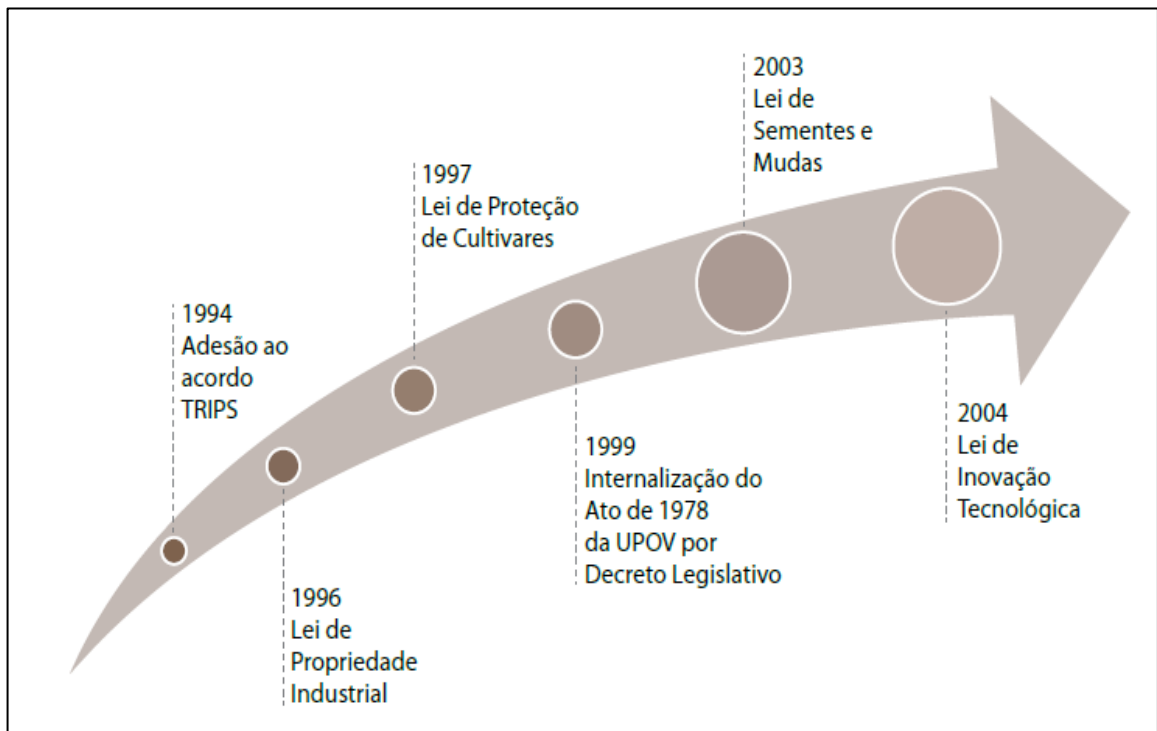 1994
Adesão ao
acordo
TRIPS
1996
Lei de
Propriedade
Industrial
1997
Lei de Proteção
de Cultivares
1999
Internalização do
Ato de 1978
da UPOV por
Decreto Legislativo
2003
Lei de
Sementes e
Mudas
2004
Lei de
Inovação
Tecnológica